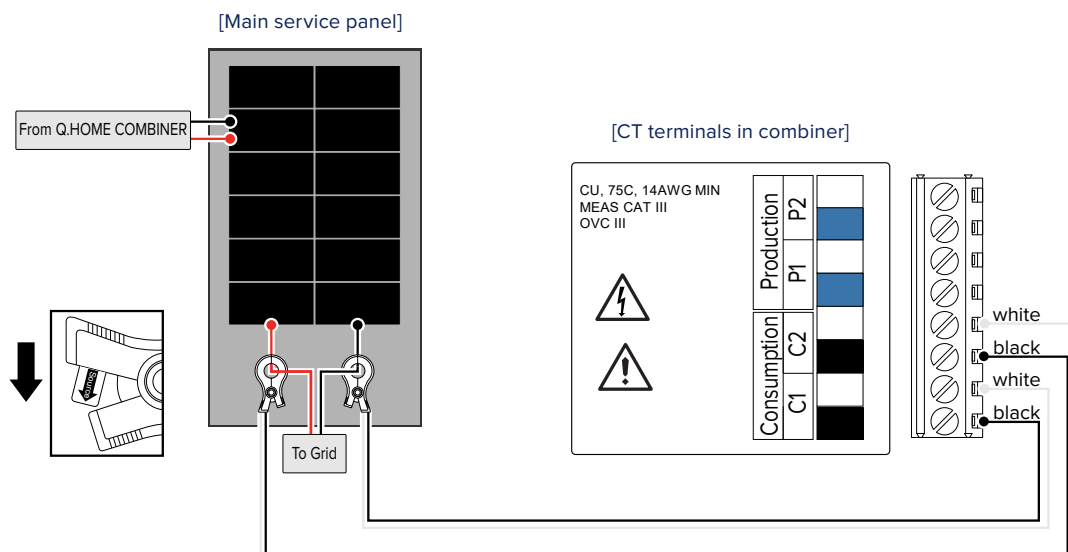 [Main service panel]
From Q.HOME COMBINER
[CT terminals in combiner]
CU, 75C, 14AWG MIN
MEAS CAT III
OVC III
Production
P2
P1
Consumption
C2
C1
white
black
white
black
Source
To Grid